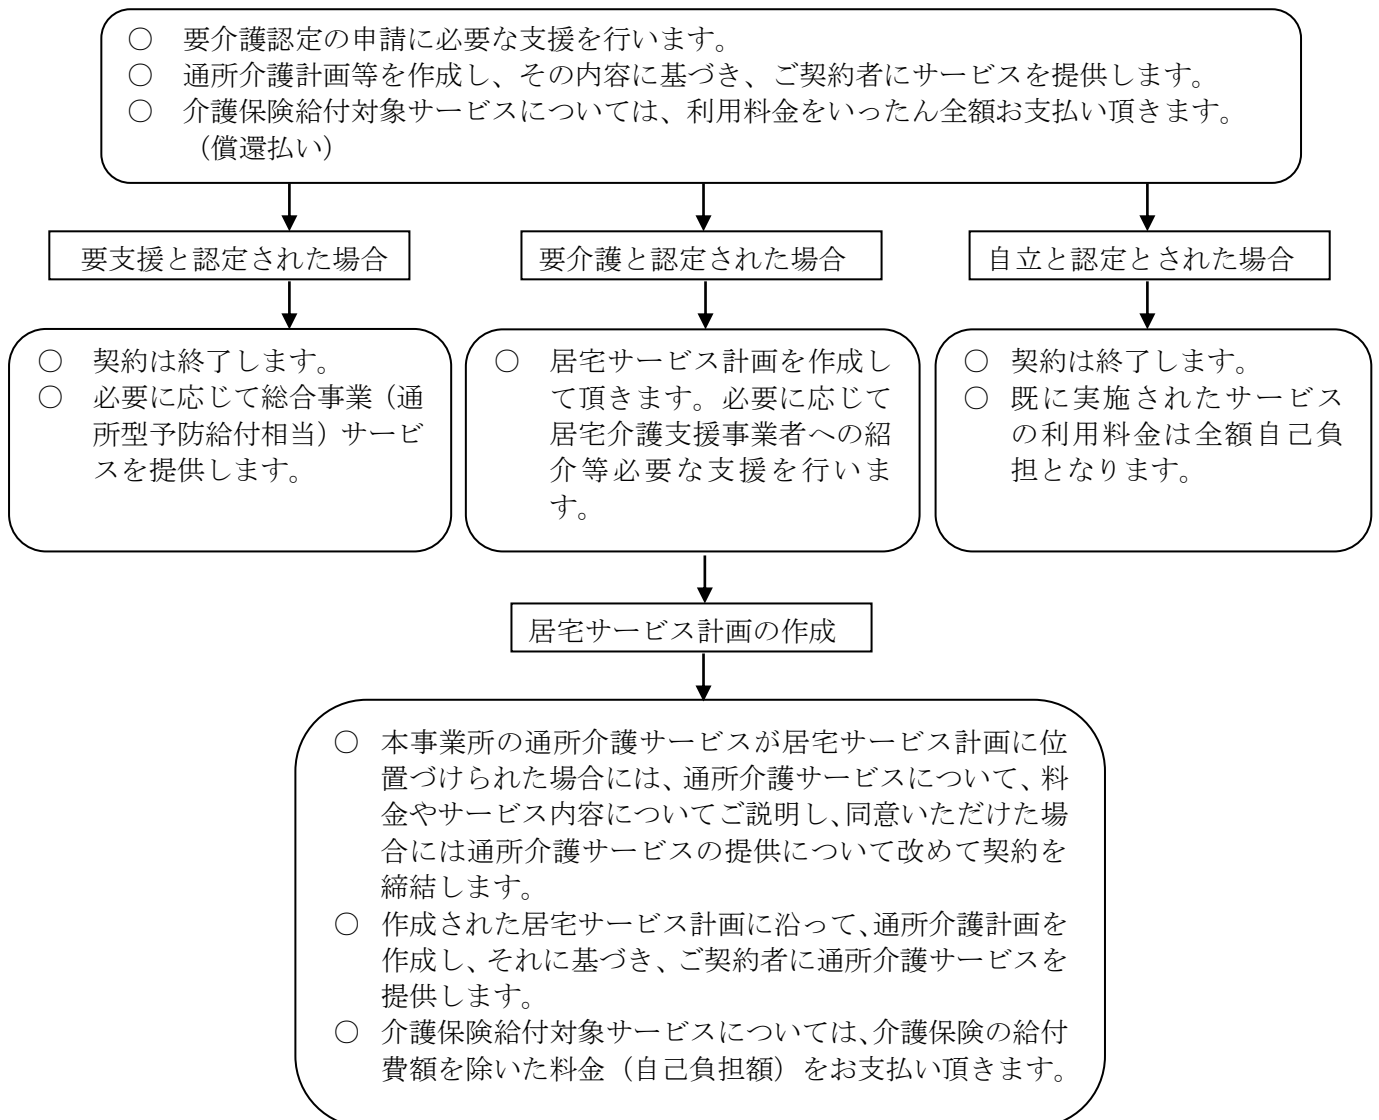 ○ 要介護認定の申請に必要な支援を行います。
○ 通所介護計画等を作成し、その内容に基づき、ご契約者にサービスを提供します。
○ 介護保険給付対象サービスについては、利用料金をいったん全額お支払い頂きます。
（償還払い）
要支援と認定された場合
要介護と認定された場合
自立と認定とされた場合
○ 契約は終了します。
○ 必要に応じて総合事業（通
所型予防給付相当）サービ
スを提供します。
○ 居宅サービス計画を作成し
て頂きます。必要に応じて
居宅介護支援事業者への紹
介等必要な支援を行いま
す。
○ 契約は終了します。
○ 既に実施されたサービス
の利用料金は全額自己負
担となります。
居宅サービス計画の作成
○ 本事業所の通所介護サービスが居宅サービス計画に位
置づけられた場合には、通所介護サービスについて、料
金やサービス内容についてご説明し、同意いただけた場
合には通所介護サービスの提供について改めて契約を
締結します。
○ 作成された居宅サービス計画に沿って、通所介護計画を
作成し、それに基づき、ご契約者に通所介護サービスを
提供します。
○ 介護保険給付対象サービスについては、介護保険の給付
費額を除いた料金（自己負担額）をお支払い頂きます。